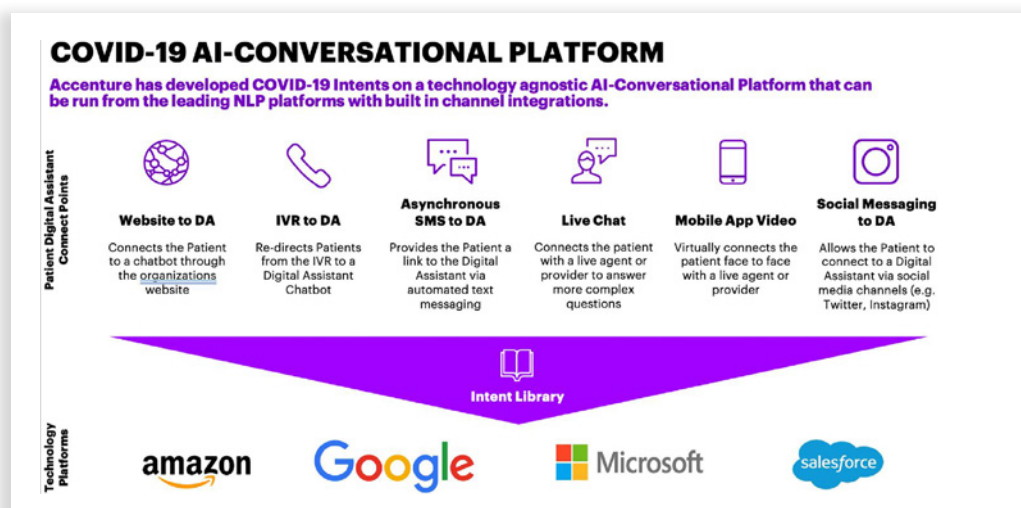 COVID-19 AI-CONVERSATIONAL PLATFORM
Accenture has developed COVID-19 Intents on a technology agnostic AI-Conversational Platform that can
be run from the leading NLP platforms with built in channel integrations.
Patient Digital Assistant
Connect Points
Website to DA
Connects the Patient
to a chatbot through
the organizations
website
IVR to DA
Re-directs Patients
from the IVR to a
Digital Assistant
Chatbot
Asynchronous
SMS to DA
Provides the Patient a
link to the Digital
Assistant via
automated text
messaging
Live Chat
Connects the patient
with a live agent or
provider to answer
more complex
questions
Mobile App Video
Virtually connects the
patient face to face
with a live agent or
provider
Social Messaging
to DA
Allows the Patient to
connect to a Digital
Assistant via social
media channels (e.g.
Twitter, Instagram)
Intent Library
Technology
Platforms
amazon
Google
Microsoft
salesforce